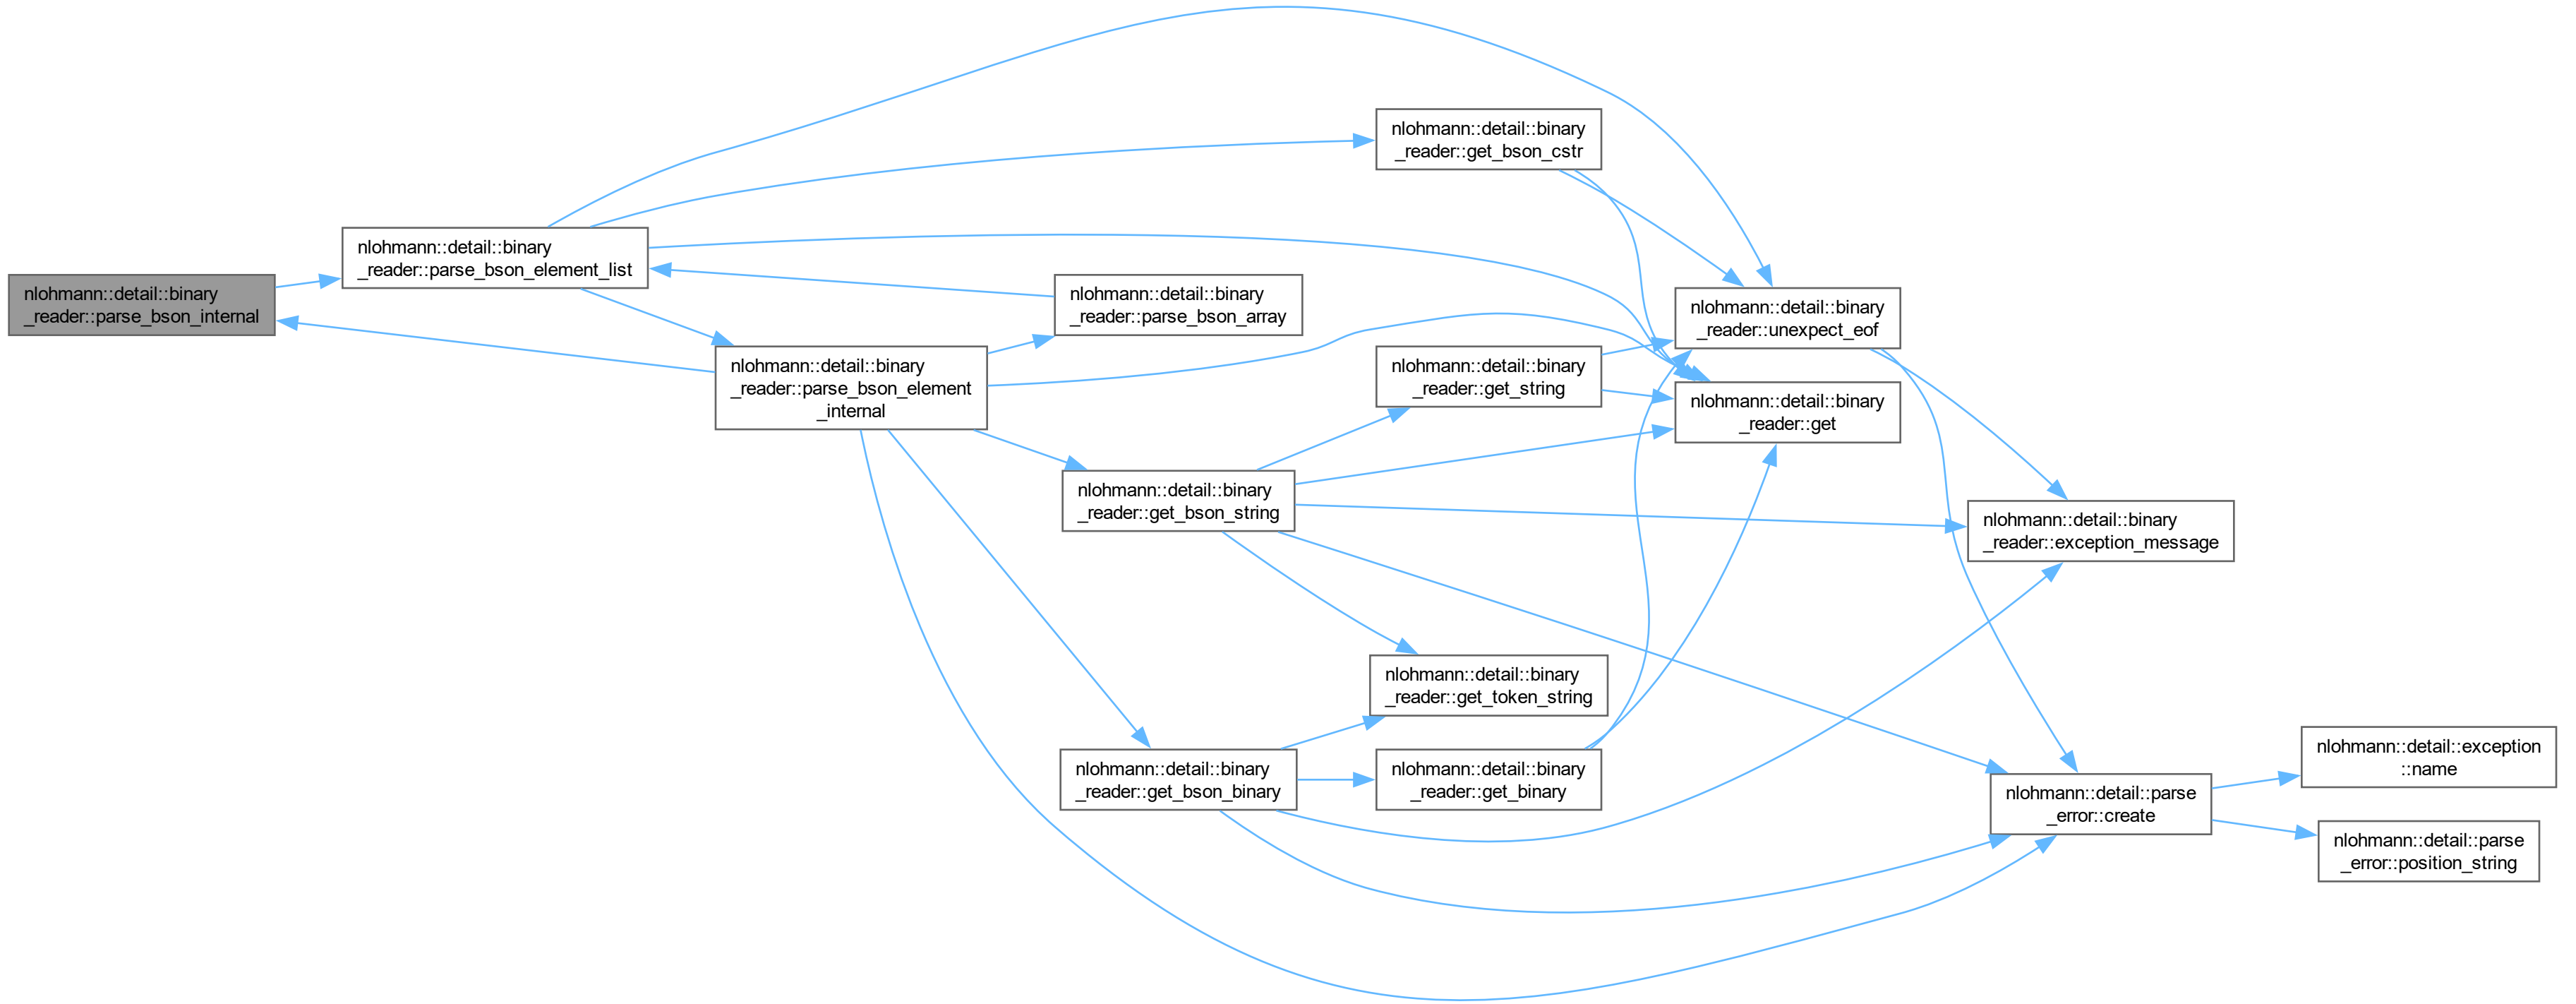 nlohmann::detail::binary
_reader::parse_bson_internal
nlohmann::detail::binary
_reader::parse_bson_element_list
nlohmann::detail::binary
_reader::parse_bson_element
_internal
nlohmann::detail::binary
_reader::parse_bson_array
nlohmann::detail::binary
_reader::get_bson_string
nlohmann::detail::binary
_reader::get_bson_binary
nlohmann::detail::binary
_reader::get_bson_cstr
nlohmann::detail::binary
_reader::get_string
nlohmann::detail::binary
_reader::get_token_string
nlohmann::detail::binary
_reader::get_binary
nlohmann::detail::binary
_reader::unexpect_eof
nlohmann::detail::binary
_reader::get
nlohmann::detail::binary
_reader::exception_message
nlohmann::detail::parse
_error::create
nlohmann::detail::exception
::name
nlohmann::detail::parse
_error::position_string